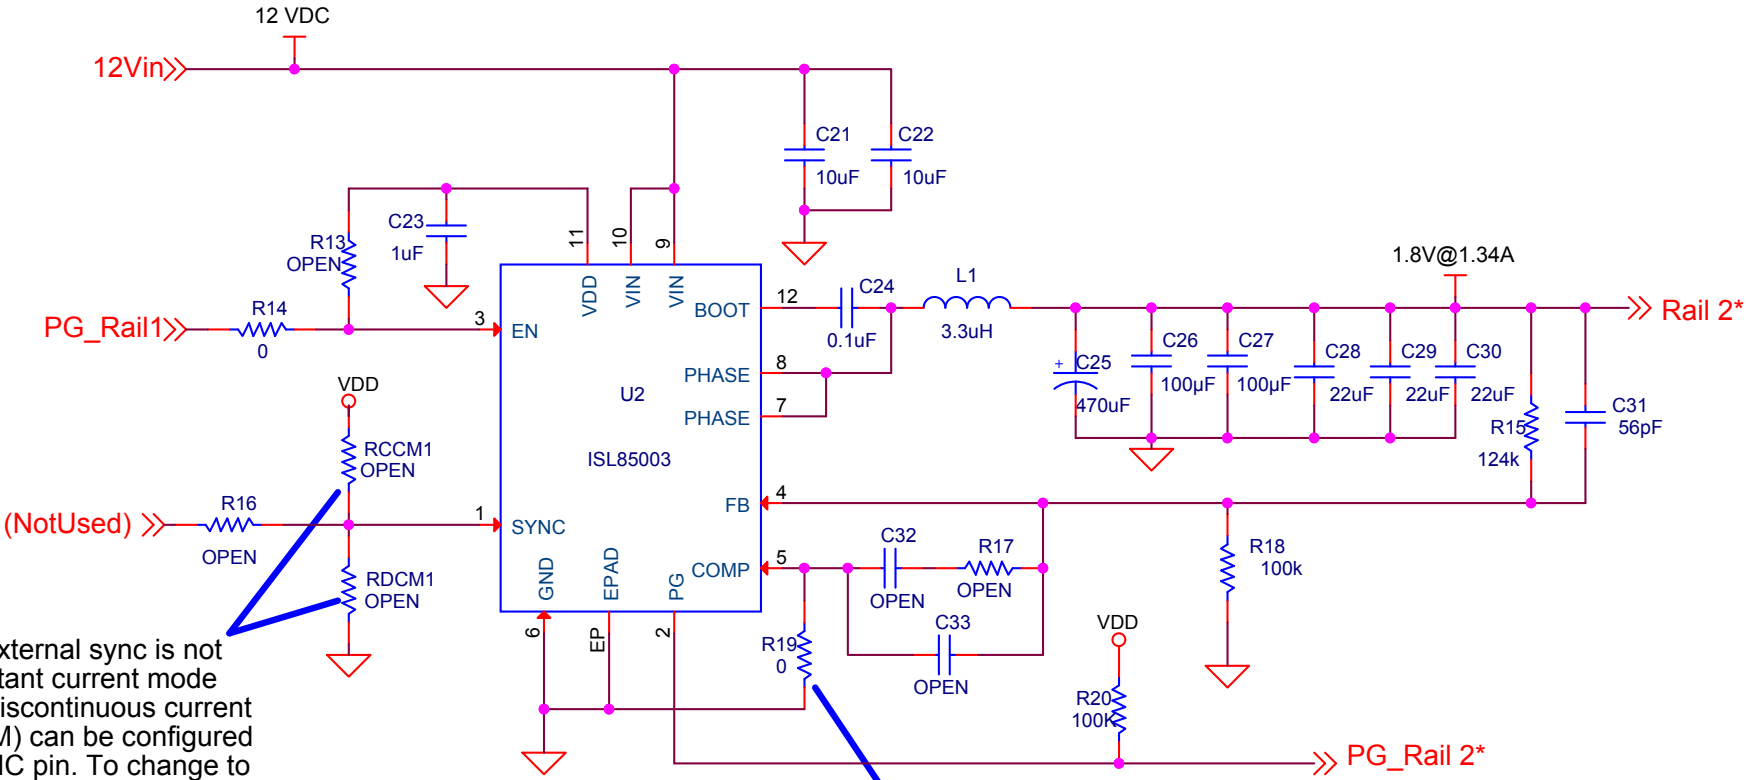 12 VDC
12Vin
C21
10uF
C22
10uF
C23
1uF
R13
OPEN
11
10
9
R14
0
PG_Rail1
3
EN
VDD
VIN
VIN
BOOT
12
C24
0.1uF
L1
3.3uH
1.8V@1.34A
Rail 2*
PHASE
8
PHASE
7
U2
ISL85003
+
C25
470uF
C26
100µF
C27
100µF
C28
22uF
C29
22uF
C30
22uF
R15
124k
C31
56pF
VDD
RCCM1
OPEN
R16
OPEN
(NotUsed)
1
SYNC
RDCM1
OPEN
FB
4
COMP
5
GND
EPAD
PG
6
EP
2
C32
OPEN
R17
OPEN
C33
OPEN
R18
100k
R19
0
VDD
R20
100K
PG_Rail 2*
xternal sync is not
tant current mode
iscontinuous current
M) can be configured
IC pin. To change to